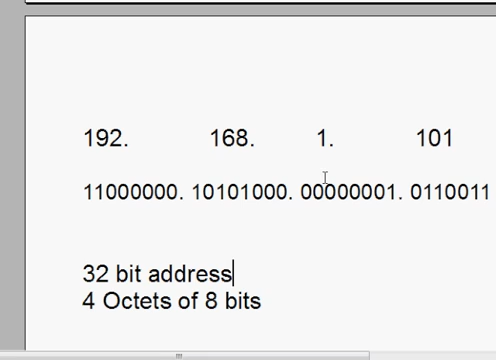 192. 168. 1. 101
11000000. 10101000. 00000001. 0110011
32 bit address
4 Octets of 8 bits